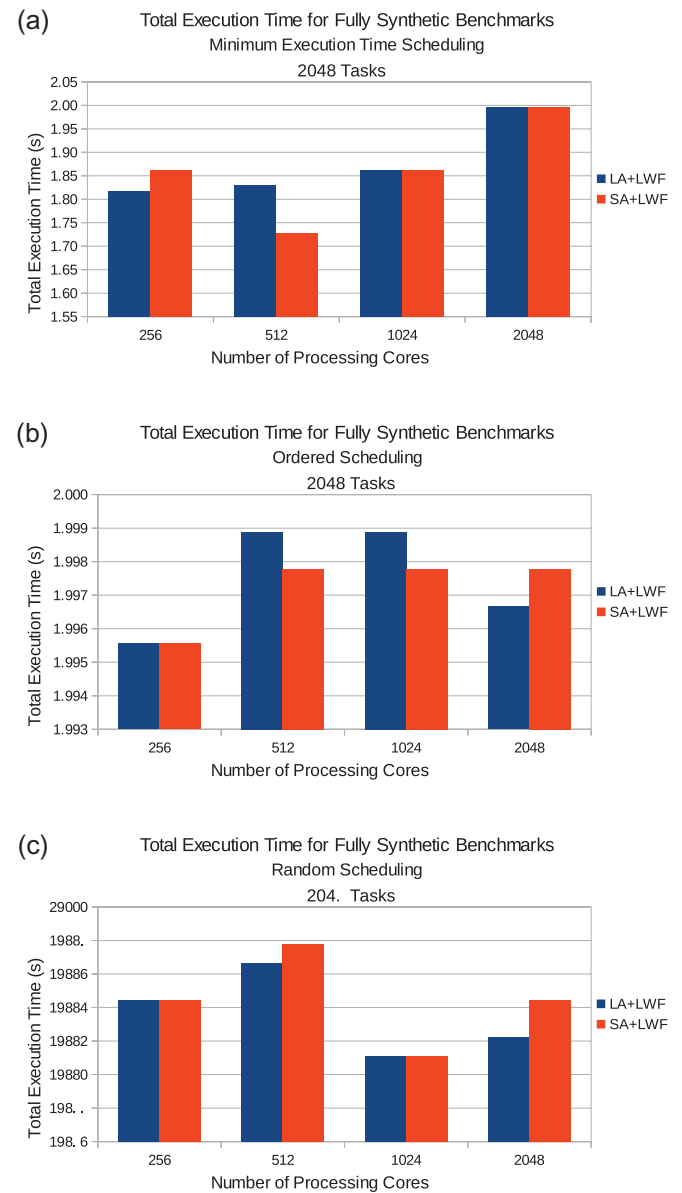 (a)
Total Execution Time for Fully Synthetic Benchmarks
Minimum Execution Time Scheduling
2048 Tasks
2.05
2.00
1.95
1.90
1.85
1.80
1.75
1.70
1.65
1.60
1.55
Total Execution Time (s)
256 512 1024 2048
Number of Processing Cores
LA+LWF
SA+LWF
(b)
Total Execution Time for Fully Synthetic Benchmarks
Ordered Scheduling
2048 Tasks
2.000
1.999
1.998
1.997
1.996
1.995
1.994
1.993
Total Execution Time (s)
256 512 1024 2048
Number of Processing Cores
LA+LWF
SA+LWF
(c)
Total Execution Time for Fully Synthetic Benchmarks
Random Scheduling
204. Tasks
29000
1988.
19886
19884
19882
19880
198. .
198. 6
Total Execution Time (s)
256 512 1024 2048
Number of Processing Cores
LA+LWF
SA+LWF